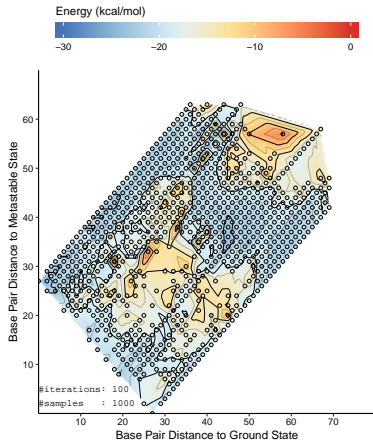 Energy (kcal/mol)
−30 −20 −10 0
Base Pair Distance to Metastable State
60
50
40
30
20
10
#iterations: 100
#samples : 1000
10 20 30 40 50 60 70
Base Pair Distance to Ground State